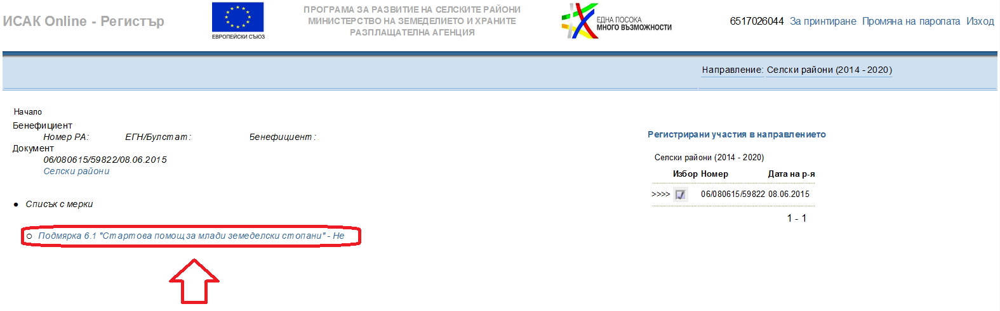 ИСАК Online - Регистър
ЕВРОПЕЙСКИ СЪЮЗ
ПРОГРАМА ЗА РАЗВИТИЕ НА СЕЛСКИТЕ РАЙОНИ
МИНИСТЕРСТВО НА ЗЕМЕДЕЛИЕТО И ХРАНИТЕ
РАЗПЛАЩАТЕЛНА АГЕНЦИЯ
ЕДНА ПОСОКА
МНОГО ВЪЗМОЖНОСТИ
6517026044 За принтиране Промяна на паролата Изход
Направление: Селски райони (2014 - 2020)
Начало
Бенефициент
Номер РА: ЕГН/Булстат: Бенефициент:
Документ
06/080615/59822/08.06.2015
Селски райони
• Списък с мерки
○ Подмярка 6.1 "Стартова помощ за млади земеделски стопани" - Не
Регистрирани участия в направлението
Селски райони (2014 - 2020)
Избор Номер Дата на р-я
>>>> 06/080615/59822 08.06.2015
1 - 1